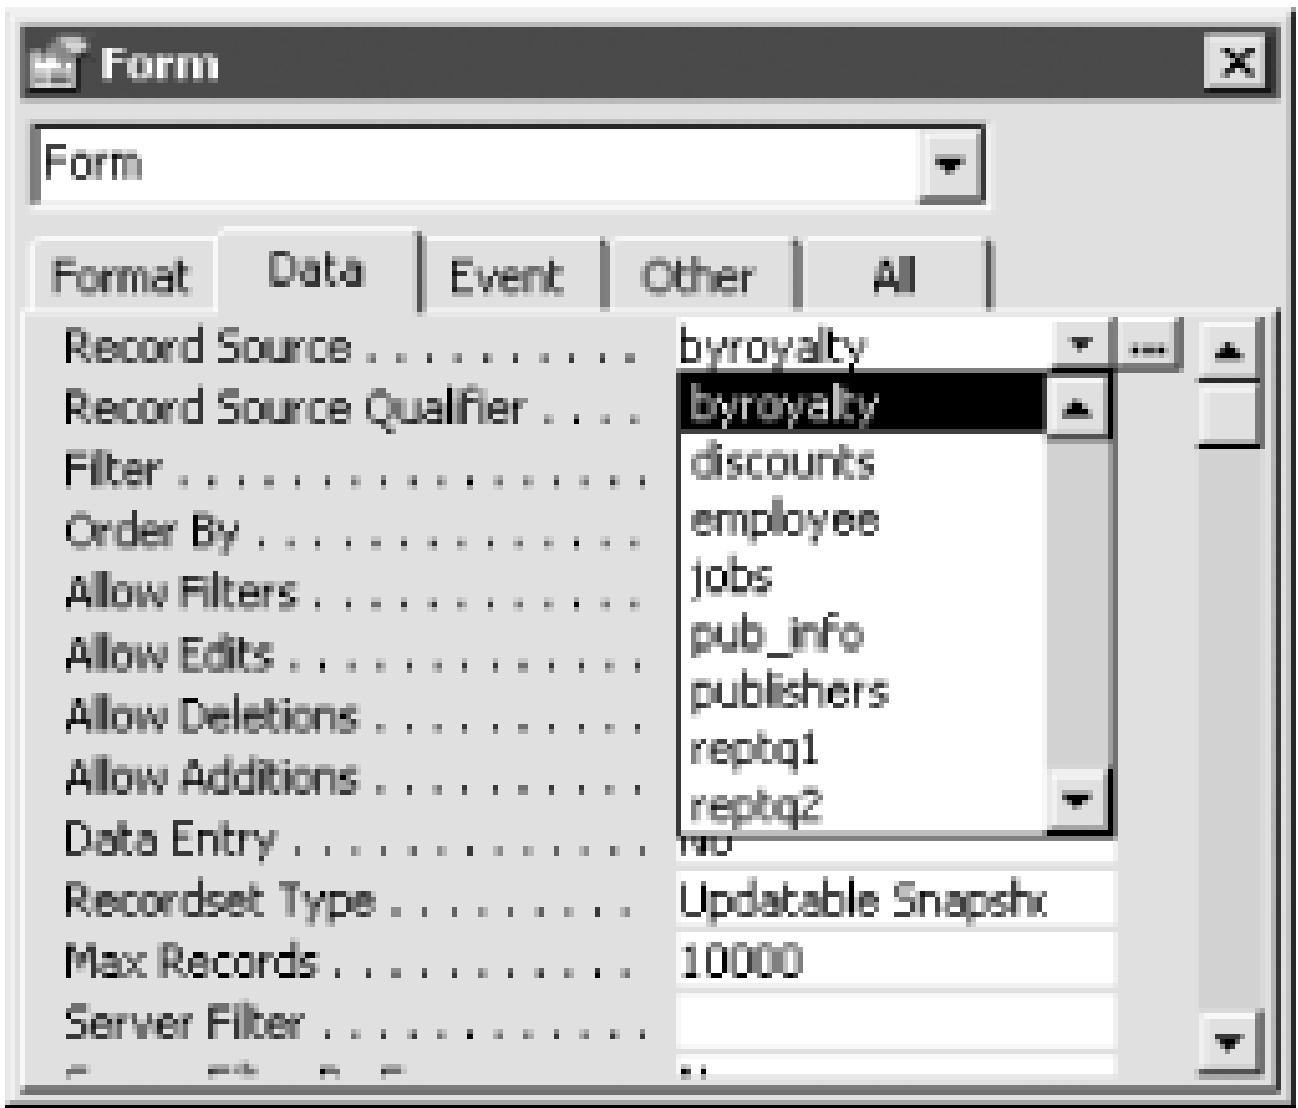 Form
Form
Format Data Event Other All
Record Source . . . . . . . . . . byroyalty ...
Record Source Qualifier . . . . byroyalty
Filter . . . . . . . . . . . . . . . . . discounts
Order By . . . . . . . . . . . . . . employee
Allow Filters . . . . . . . . . . . . jobs
Allow Edits . . . . . . . . . . . . . pub_info
Allow Deletions . . . . . . . . . . publishers
Allow Additions . . . . . . . . . . reptq1
reptq2
Data Entry . . . . . . . . . . . . . No
Recordset Type . . . . . . . . . Updatable Snapsh
Max Records . . . . . . . . . . . 10000
Server Filter . . . . . . . . . . . .